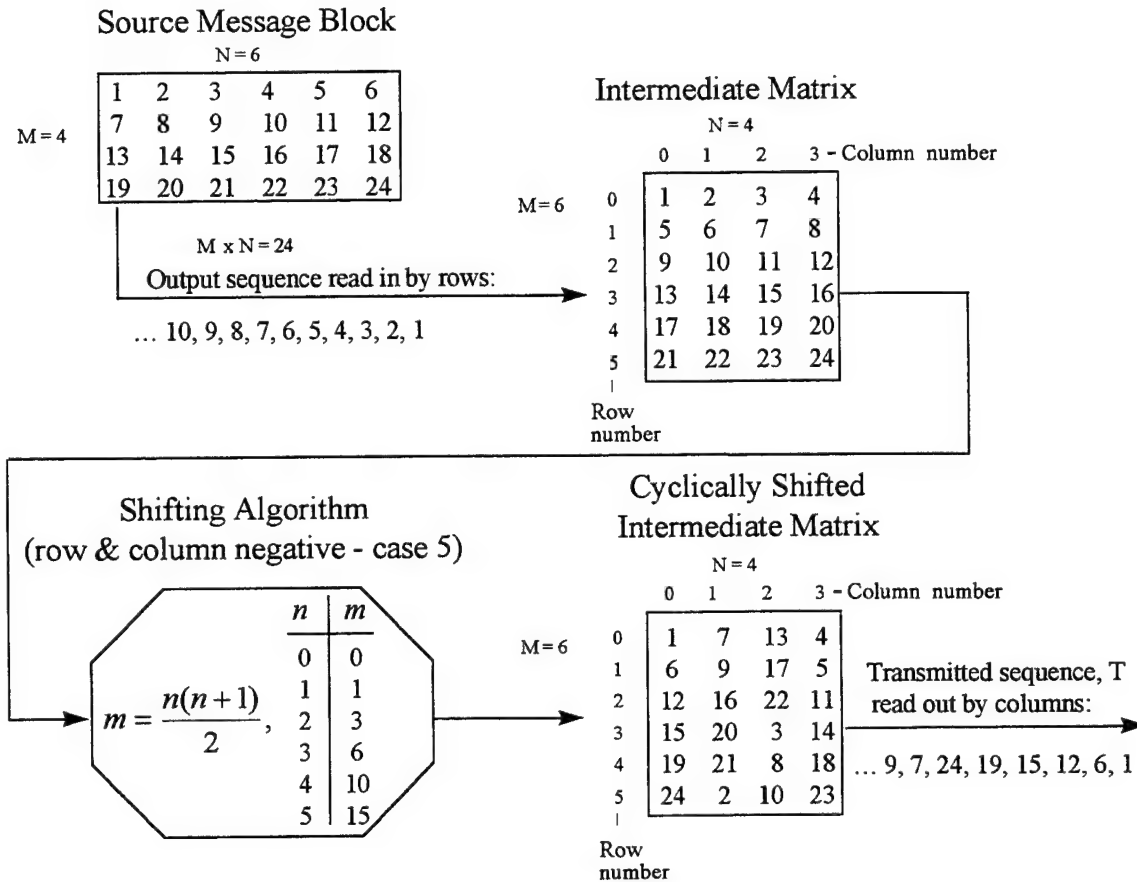 Source Message Block
N = 6
M = 4
1 2 3 4 5 6
7 8 9 10 11 12
13 14 15 16 17 18
19 20 21 22 23 24
M x N = 24
Output sequence read in by rows:
... 10, 9, 8, 7, 6, 5, 4, 3, 2, 1
Intermediate Matrix
N = 4
0 1 2 3 - Column number
M = 6
0 1 2 3 4
1 5 6 7 8
2 9 10 11 12
3 13 14 15 16
4 17 18 19 20
5 21 22 23 24
Row
number
Shifting Algorithm
(row & column negative - case 5)
m = n(n+1)/2,
n m
0 0
1 1
2 3
3 6
4 10
5 15
Cyclically Shifted
Intermediate Matrix
N = 4
0 1 2 3 - Column number
M = 6
0 1 7 13 4
1 6 9 17 5
2 12 16 22 11
3 15 20 3 14
4 19 21 8 18
5 24 2 10 23
Row
number
Transmitted sequence, T
read out by columns:
... 9, 7, 24, 19, 15, 12, 6, 1